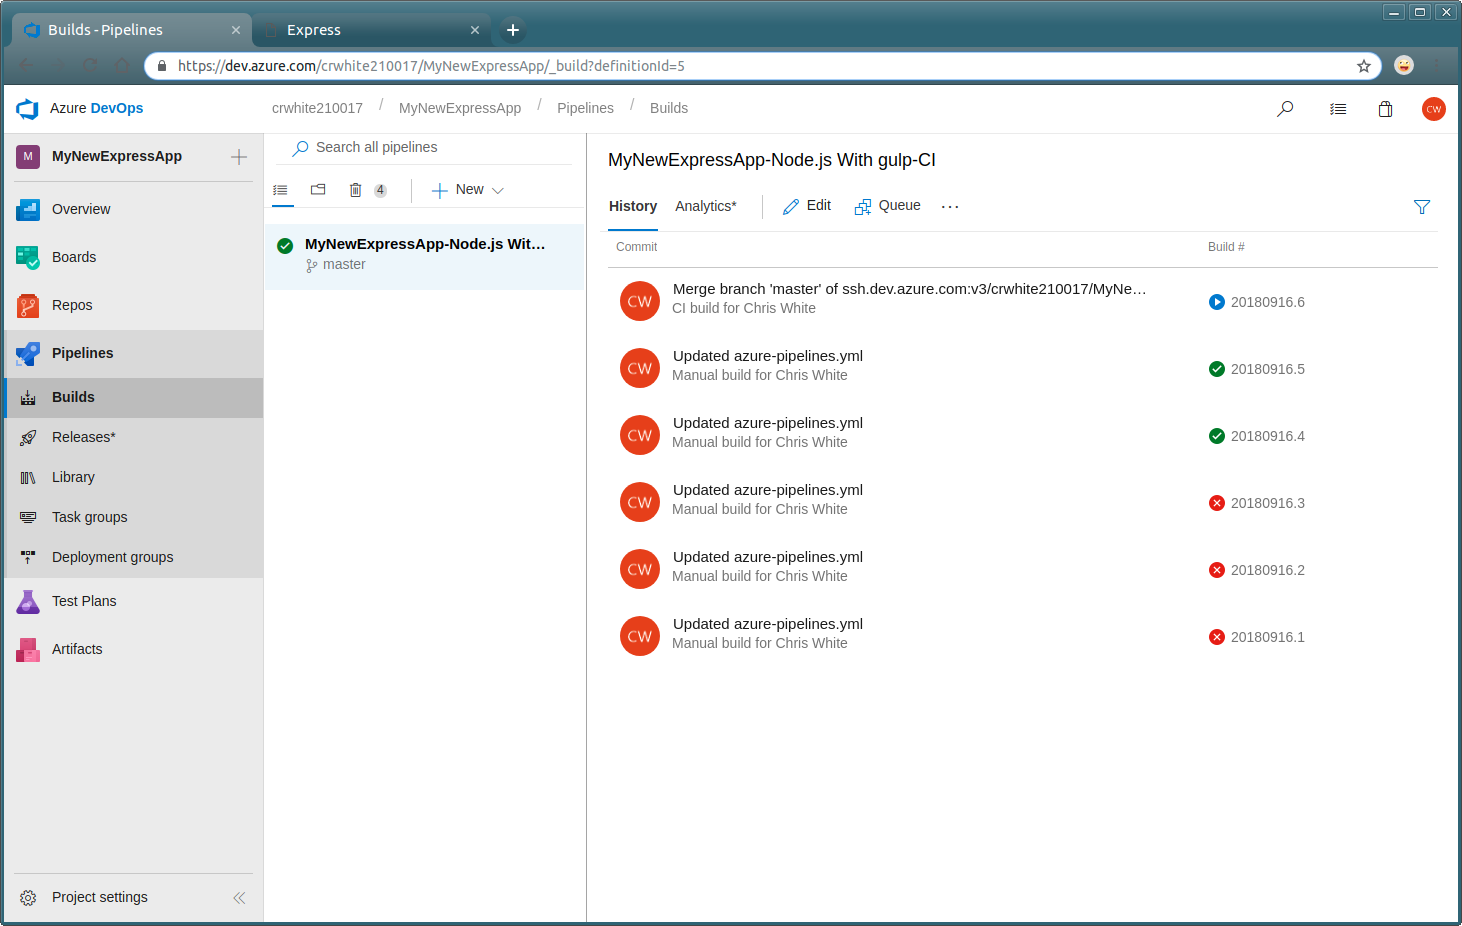 Builds - Pipelines
Express
https://dev.azure.com/crwhite210017/MyNewExpressApp/_build?definitionId=5
Azure DevOps
crwhite210017 / MyNewExpressApp / Pipelines / Builds
CW
M MyNewExpressApp
Overview
Boards
Repos
Pipelines
Builds
Releases*
Library
Task groups
Deployment groups
Test Plans
Artifacts
Project settings
Search all pipelines
4
New
MyNewExpressApp-Node.js Wit...
master
MyNewExpressApp-Node.js With gulp-CI
History Analytics* Edit Queue ...
Commit Build #
CW Merge branch 'master' of ssh.dev.azure.com:v3/crwhite210017/MyNe... 20180916.6
CI build for Chris White
CW Updated azure-pipelines.yml 20180916.5
Manual build for Chris White
CW Updated azure-pipelines.yml 20180916.4
Manual build for Chris White
CW Updated azure-pipelines.yml 20180916.3
Manual build for Chris White
CW Updated azure-pipelines.yml 20180916.2
Manual build for Chris White
CW Updated azure-pipelines.yml 20180916.1
Manual build for Chris White